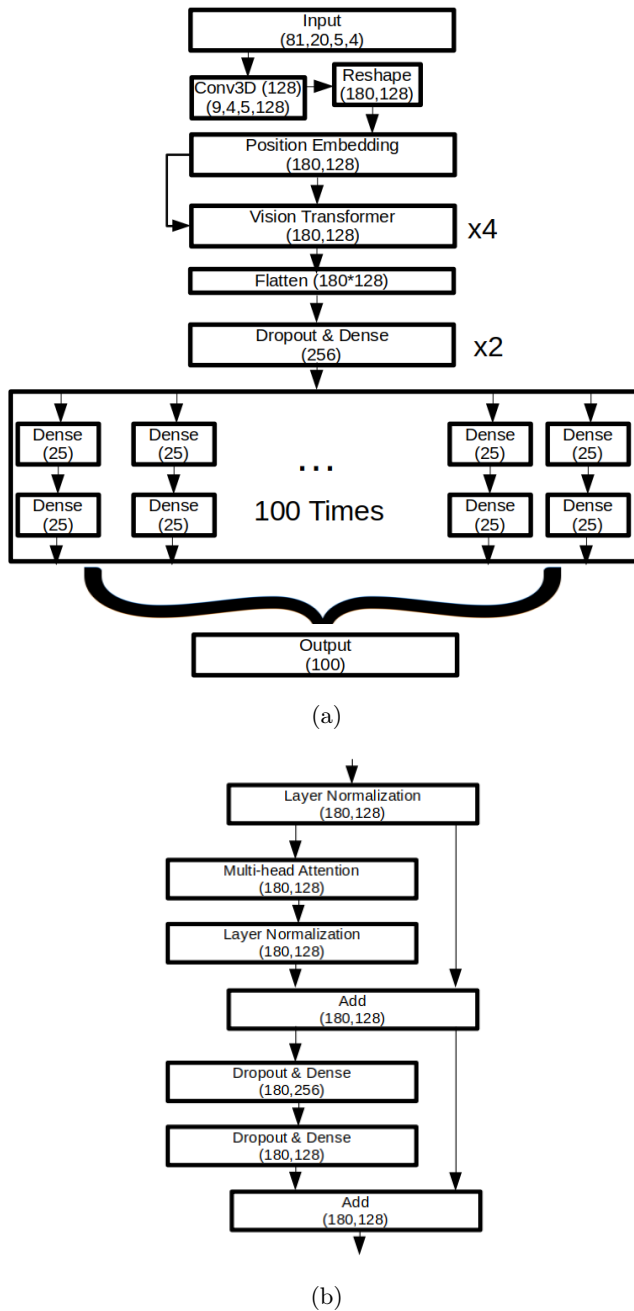 Input
(81,20,5,4)
Conv3D (128)
(9,4,5,128)
Reshape
(180,128)
Position Embedding
(180,128)
Vision Transformer
(180,128)
x4
Flatten (180*128)
Dropout & Dense
(256)
x2
Dense
(25)
Dense
(25)
...
Dense
(25)
Dense
(25)
Dense
(25)
Dense
(25)
100 Times
Dense
(25)
Dense
(25)
Output
(100)
(a)
Layer Normalization
(180,128)
Multi-head Attention
(180,128)
Layer Normalization
(180,128)
Add
(180,128)
Dropout & Dense
(180,256)
Dropout & Dense
(180,128)
Add
(180,128)
(b)